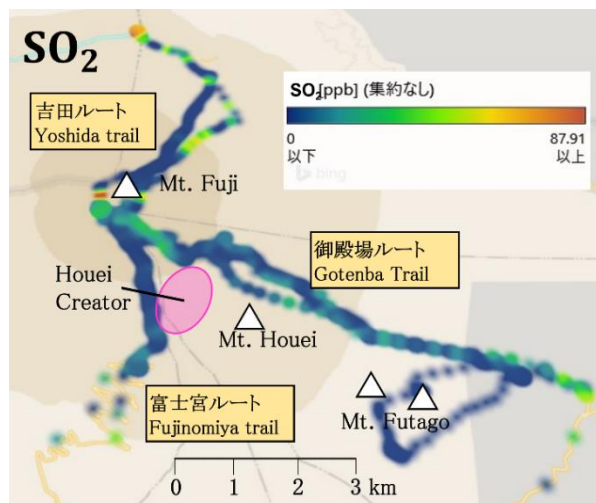 SO₂
SO₂[ppb] (集約なし)
0
以下
87.91
以上
bing
吉田ルート
Yoshida trail
Mt. Fuji
御殿場ルート
Gotenba Trail
Houei
Creator
Mt. Houei
富士宮ルート
Fujinomiya trail
Mt. Futago
0 1 2 3 km